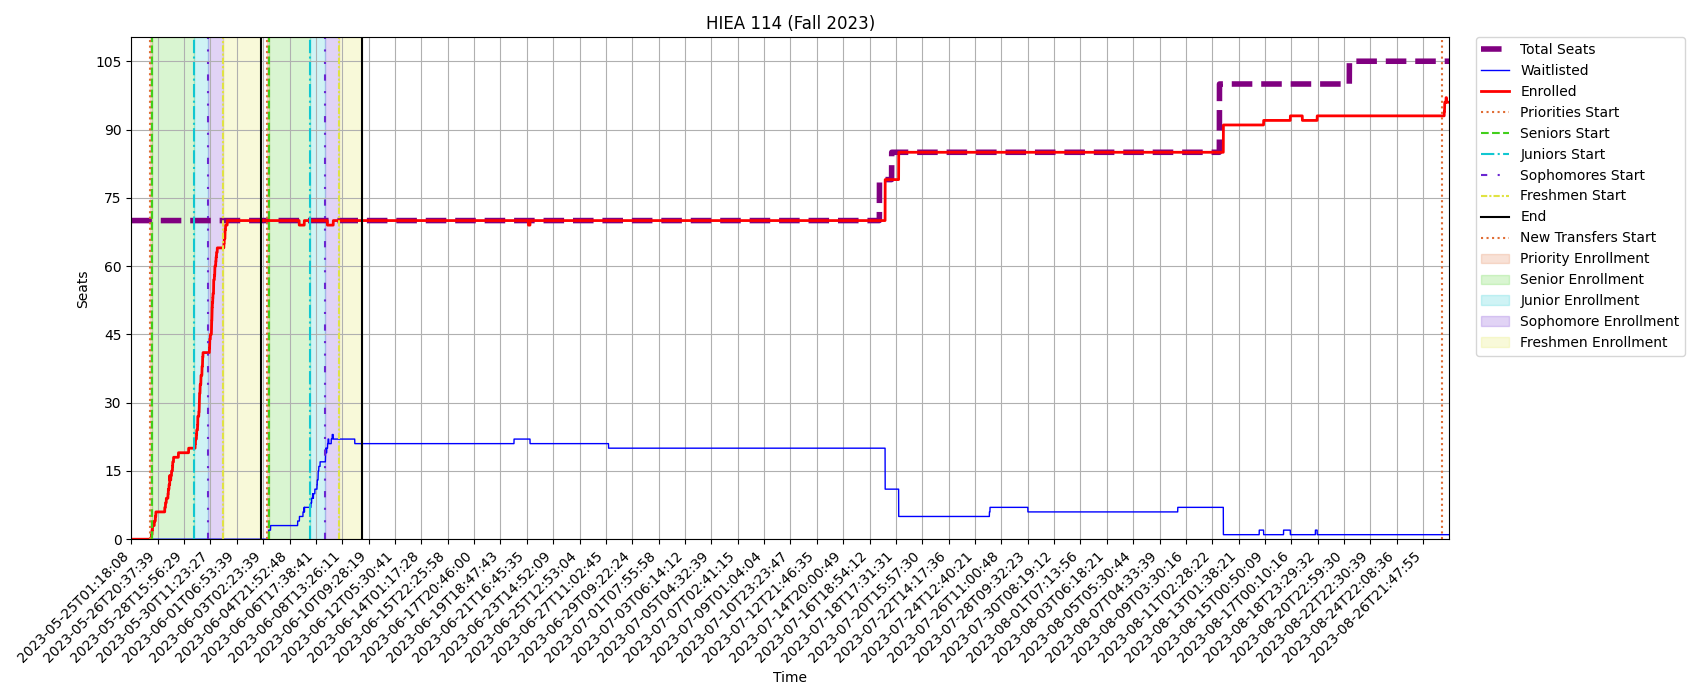 HIEA 114 (Fall 2023)
Seats
105
90
75
60
45
30
15
0
2023-05-25T01:18:08
2023-05-26T20:37:39
2023-05-28T15:56:29
2023-05-30T11:23:27
2023-06-01T06:53:39
2023-06-03T02:23:39
2023-06-04T21:52:48
2023-06-06T17:38:41
2023-06-08T13:26:11
2023-06-10T09:28:19
2023-06-12T05:30:41
2023-06-14T01:17:28
2023-06-15T22:25:58
2023-06-17T20:46:00
2023-06-19T18:47:43
2023-06-21T16:45:35
2023-06-23T14:52:09
2023-06-25T12:53:04
2023-06-27T11:02:45
2023-06-29T09:22:24
2023-07-01T07:55:58
2023-07-03T06:14:12
2023-07-05T04:32:39
2023-07-07T02:41:15
2023-07-09T01:04:04
2023-07-10T23:23:47
2023-07-12T21:46:35
2023-07-14T20:00:49
2023-07-16T18:54:12
2023-07-18T17:31:31
2023-07-20T15:57:30
2023-07-22T14:17:36
2023-07-24T12:40:21
2023-07-26T11:00:48
2023-07-28T09:32:23
2023-07-30T08:19:12
2023-08-01T07:13:56
2023-08-03T06:18:21
2023-08-05T05:30:44
2023-08-07T04:33:39
2023-08-09T03:30:16
2023-08-11T02:28:22
2023-08-13T01:38:21
2023-08-15T00:50:09
2023-08-17T00:10:16
2023-08-18T23:29:32
2023-08-20T22:59:30
2023-08-22T22:30:39
2023-08-24T22:08:36
2023-08-26T21:47:55
Time
Total Seats
Waitlisted
Enrolled
Priorities Start
Seniors Start
Juniors Start
Sophomores Start
Freshmen Start
End
New Transfers Start
Priority Enrollment
Senior Enrollment
Junior Enrollment
Sophomore Enrollment
Freshmen Enrollment